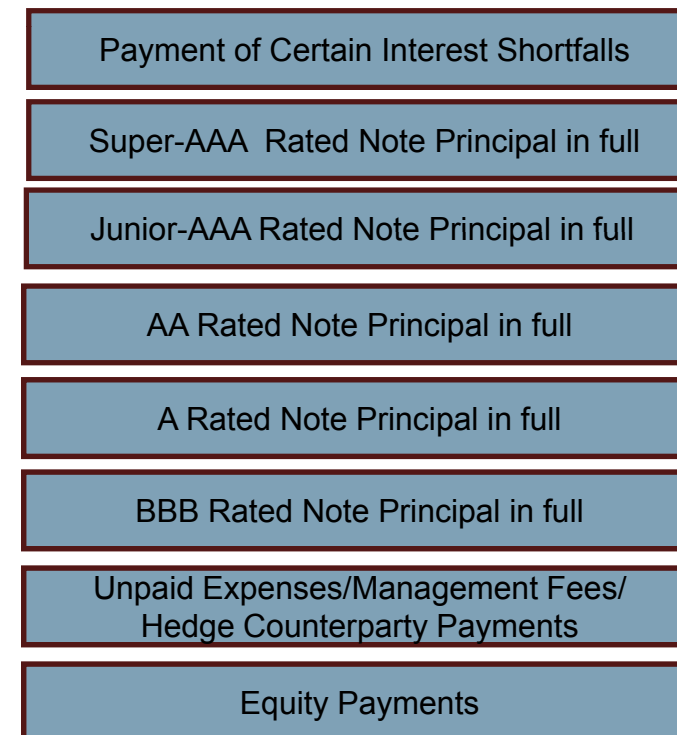 Payment of Certain Interest Shortfalls
Super-AAA  Rated Note Principal in full
Junior-AAA Rated Note Principal in full
AA Rated Note Principal in full
A Rated Note Principal in full
BBB Rated Note Principal in full
Unpaid Expenses/Management Fees/
Hedge Counterparty Payments
Equity Payments